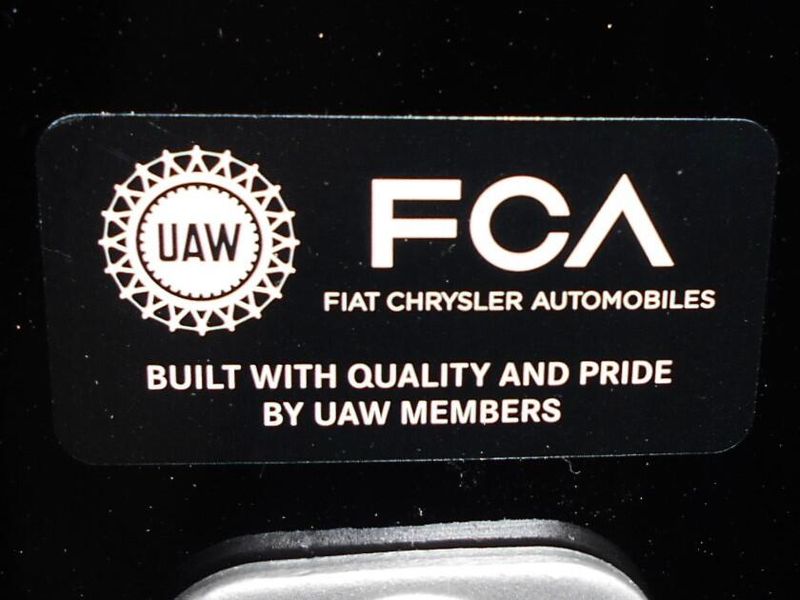 UAW
FCA
FIAT CHRYSLER AUTOMOBILES
BUILT WITH QUALITY AND PRIDE
BY UAW MEMBERS